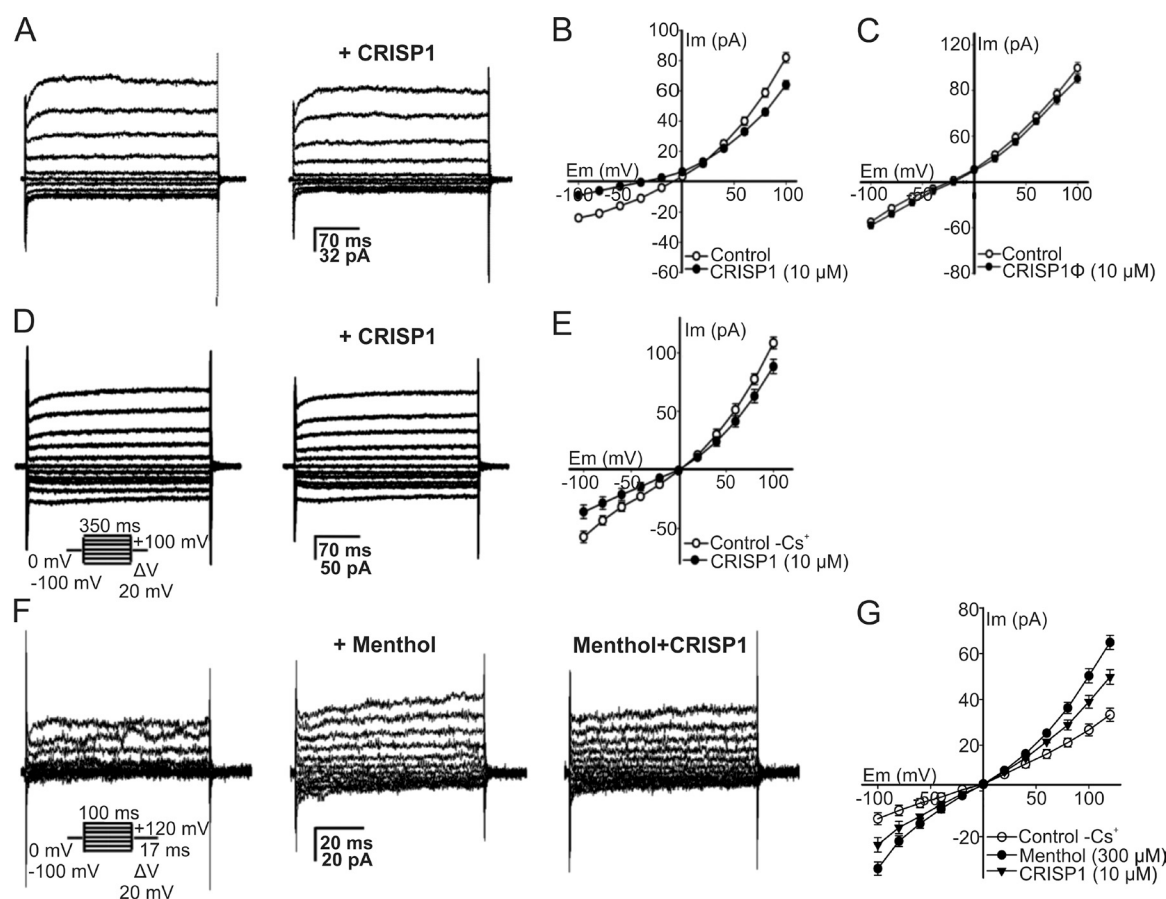 A
+ CRISP1
70 ms
32 pA
B
Im (pA)
100
80
60
40
20
-20
-40
-60
Em (mV)
-100
-50
50
100
Control
CRISP1 (10 µM)
C
Im (pA)
120
80
60
-60
-80
Em (mV)
-100
-50
50
100
Control
CRISP1Φ (10 µM)
D
+ CRISP1
350 ms
+100 mV
0 mV
-100 mV
ΔV
20 mV
70 ms
50 pA
E
Im (pA)
100
50
-50
Em (mV)
-100
-50
50
100
Control -Cs⁺
CRISP1 (10 µM)
F
+ Menthol
Menthol+CRISP1
100 ms
+120 mV
0 mV
17 ms
-100 mV
ΔV
20 mV
20 ms
20 pA
G
Im (pA)
80
60
40
20
-20
Em (mV)
-100
-50
50
100
Control -Cs⁺
Menthol (300 µM)
CRISP1 (10 µM)